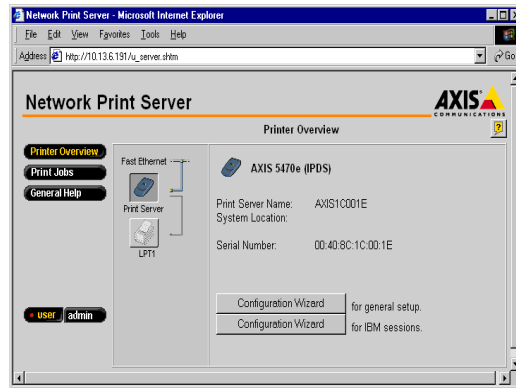 Network Print Server - Microsoft Internet Explorer
File Edit View Favorites Tools Help
Address http://10.13.6.191/u_server.shtm Go
Network Print Server
AXIS
COMMUNICATIONS
Printer Overview
?
Printer Overview
Print Jobs
General Help
Fast Ethernet
Print Server
LPT1
AXIS 5470e (IPDS)
Print Server Name: AXIS1C001E
System Location:
Serial Number: 00:40:8C:1C:00:1E
Configuration Wizard for general setup.
Configuration Wizard for IBM sessions.
user admin